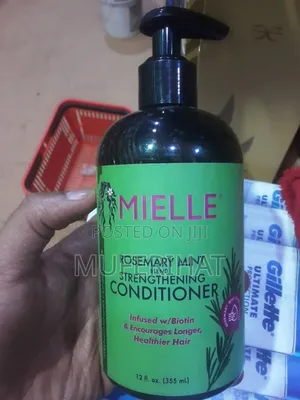 MIELLE
POSTED ON JIJI
ROSEMARY MINT
STRENGTHENING
CONDITIONER
Infused w/Biotin
& Encourages Longer,
Healthier Hair
12 fl. oz. (355 ml)
Gillette
ULTIMATE
Gillette
ULTIMATE